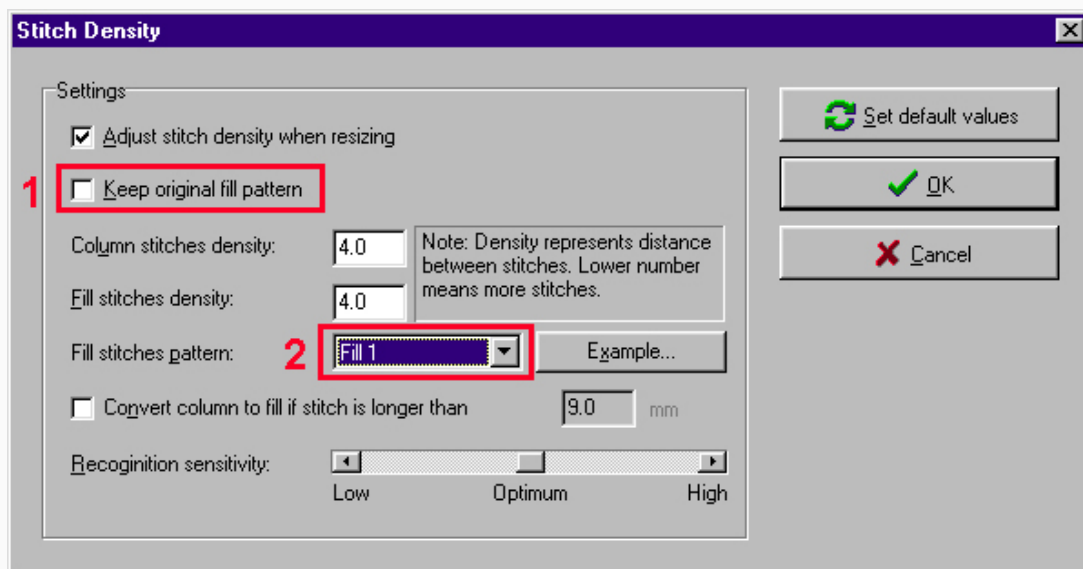 Stitch Density
Settings
Adjust stitch density when resizing
1
Keep original fill pattern
Column stitches density:
4.0
Note: Density represents distance
between stitches. Lower number
means more stitches.
Fill stitches density:
4.0
Fill stitches pattern:
2
Fill 1
Example...
Convert column to fill if stitch is longer than
9.0
mm
Recoginition sensitivity:
Low
Optimum
High
Set default values
OK
Cancel